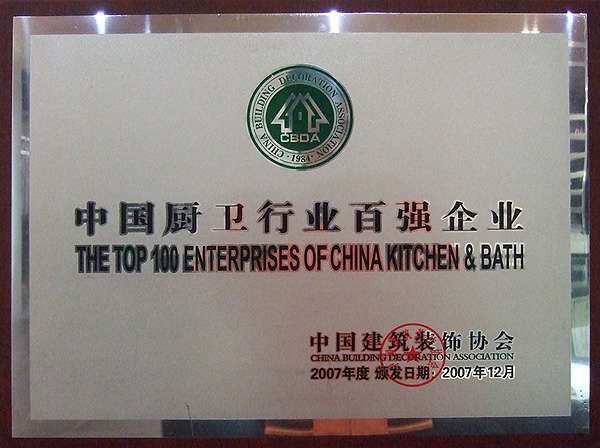 CHINA BUILDING DECORATION ASSOCIATION
CBDA
·1984·
中国厨卫行业百强企业
THE TOP 100 ENTERPRISES OF CHINA KITCHEN & BATH
中国建筑装饰协会
CHINA BUILDING DECORATION ASSOCIATION
2007年度 颁发日期：2007年12月